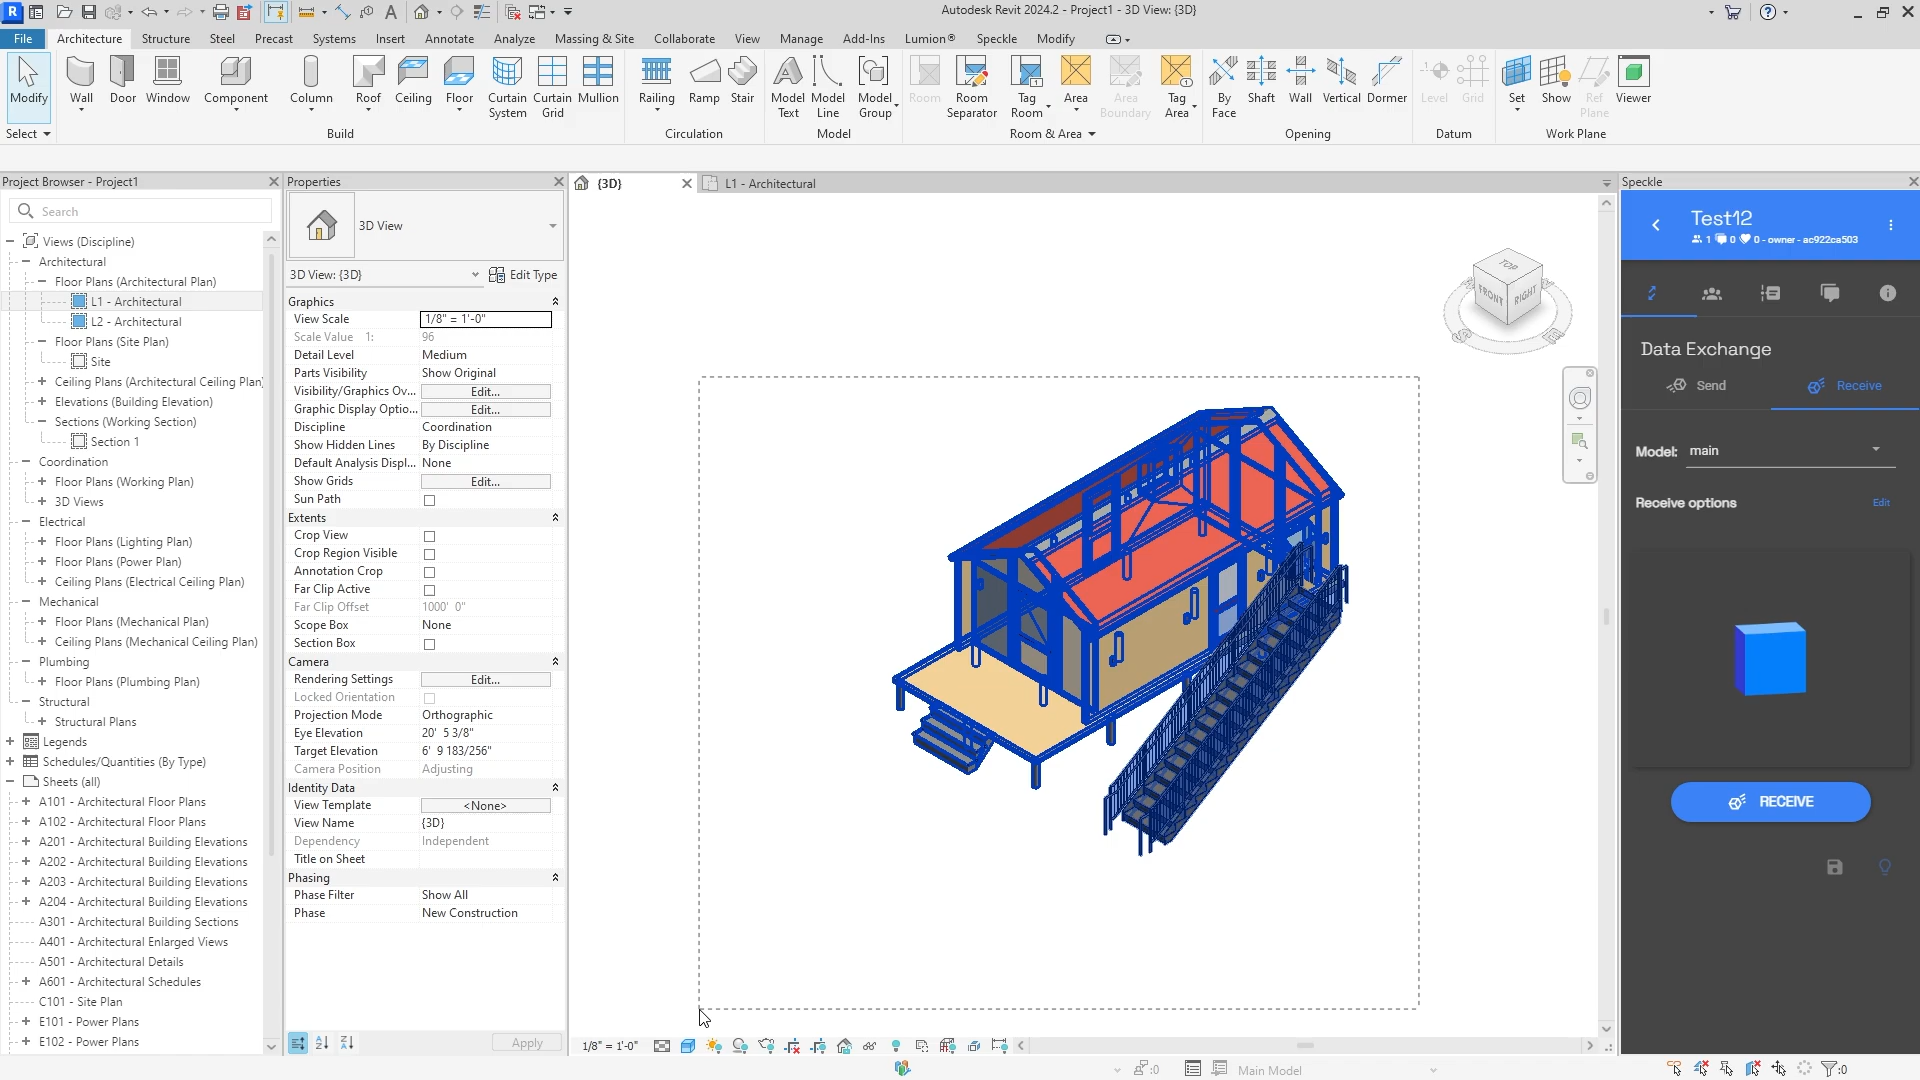 R
Autodesk Revit 2024.2 - Project1 - 3D View: {3D}
File Architecture Structure Steel Precast Systems Insert Annotate Analyze Massing & Site Collaborate View Manage Add-Ins Lumion® Speckle Modify
Modify Wall Door Window Component Column Roof Ceiling Floor Curtain System Curtain Grid Mullion Railing Ramp Stair Model Text Model Line Model Group Room Room Separator Tag Room Area Area Boundary Tag Area By Face Shaft Wall Vertical Dormer Level Grid Set Show Ref Plane Viewer
Select Build Circulation Model Room & Area Opening Datum Work Plane
Project Browser - Project1
Search
Views (Discipline)
Architectural
Floor Plans (Architectural Plan)
L1 - Architectural
L2 - Architectural
Floor Plans (Site Plan)
Site
Ceiling Plans (Architectural Ceiling Plan)
Elevations (Building Elevation)
Sections (Working Section)
Section 1
Coordination
Floor Plans (Working Plan)
3D Views
Electrical
Floor Plans (Lighting Plan)
Floor Plans (Power Plan)
Ceiling Plans (Electrical Ceiling Plan)
Mechanical
Floor Plans (Mechanical Plan)
Ceiling Plans (Mechanical Ceiling Plan)
Plumbing
Floor Plans (Plumbing Plan)
Structural
Structural Plans
Legends
Schedules/Quantities (By Type)
Sheets (all)
A101 - Architectural Floor Plans
A102 - Architectural Floor Plans
A201 - Architectural Building Elevations
A202 - Architectural Building Elevations
A203 - Architectural Building Elevations
A204 - Architectural Building Elevations
A301 - Architectural Building Sections
A401 - Architectural Enlarged Views
A501 - Architectural Details
A601 - Architectural Schedules
C101 - Site Plan
E101 - Power Plans
E102 - Power Plans
Properties
3D View
3D View: {3D} Edit Type
Graphics
View Scale 1/8" = 1'-0"
Scale Value 1: 96
Detail Level Medium
Parts Visibility Show Original
Visibility/Graphics Ov... Edit...
Graphic Display Optio... Edit...
Discipline Coordination
Show Hidden Lines By Discipline
Default Analysis Displ... None
Show Grids Edit...
Sun Path
Extents
Crop View
Crop Region Visible
Annotation Crop
Far Clip Active
Far Clip Offset 1000' 0"
Scope Box None
Section Box
Camera
Rendering Settings Edit...
Locked Orientation
Projection Mode Orthographic
Eye Elevation 20' 5 3/8"
Target Elevation 6' 9 183/256"
Camera Position Adjusting
Identity Data
View Template <None>
View Name {3D}
Dependency Independent
Title on Sheet
Phasing
Phase Filter Show All
Phase New Construction
Apply
{3D}
L1 - Architectural
TOP
FRONT RIGHT
S E
1/8" = 1'-0"
:0
Main Model
:0
Speckle
Test12
1 0 0 - owner - ac922ca503
Data Exchange
Send Receive
Model: main
Receive options Edit
RECEIVE